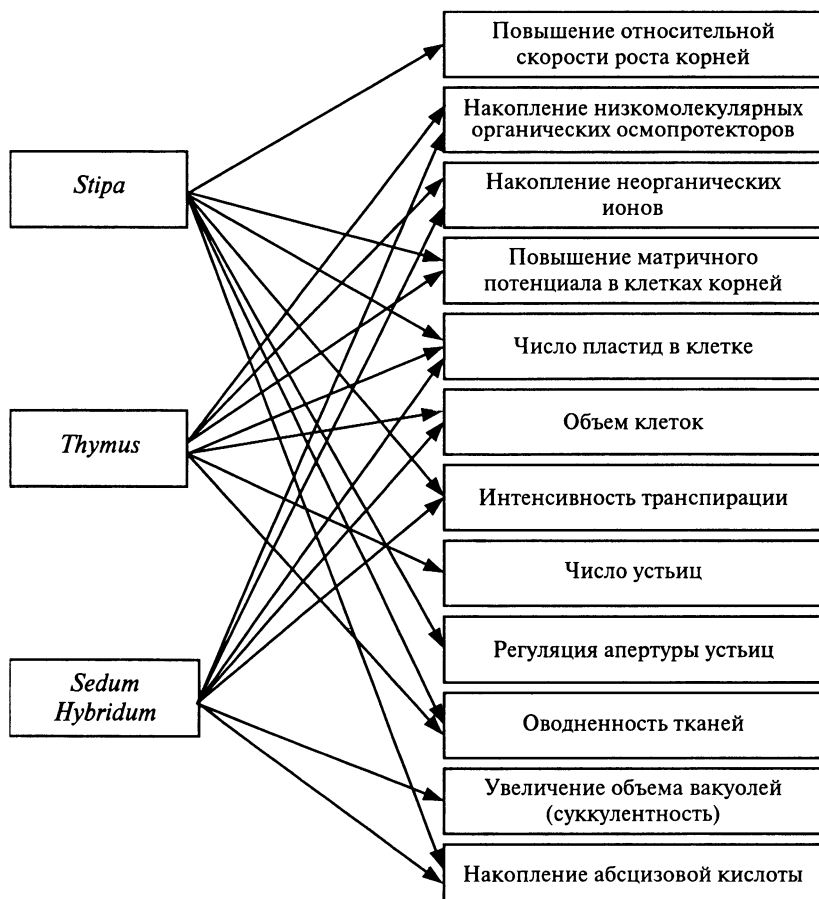 Повышение относительной
скорости роста корней
Накопление низкомолекулярных
органических осмопротекторов
Stipa
Накопление неорганических
ионов
Повышение матричного
потенциала в клетках корней
Число пластид в клетке
Thymus
Объем клеток
Интенсивность транспирации
Число устьиц
Регуляция апертуры устьиц
Sedum
Hybridum
Оводненность тканей
Увеличение объема вакуолей
(суккулентность)
Накопление абсцизовой кислоты